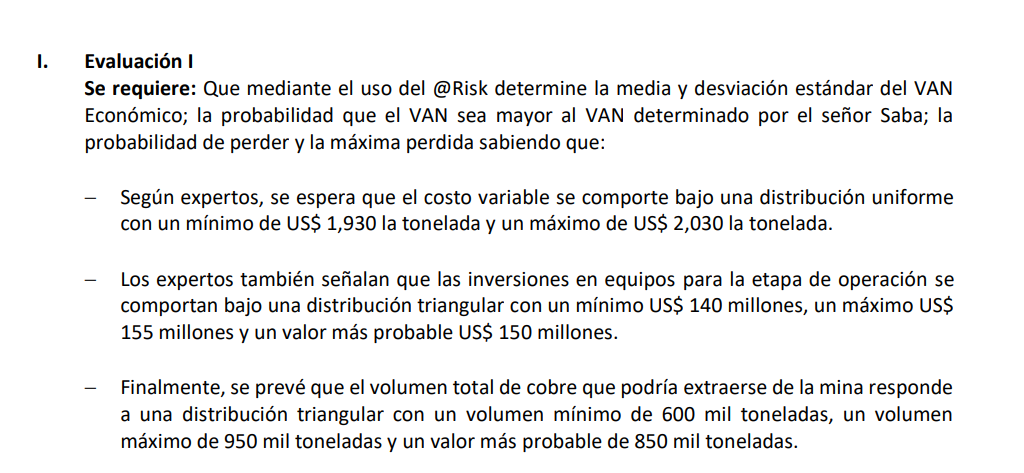 I. Evaluación I
Se requiere: Que mediante el uso del @Risk determine la media y desviación estándar del VAN
Económico; la probabilidad que el VAN sea mayor al VAN determinado por el señor Saba; la
probabilidad de perder y la máxima perdida sabiendo que:
– Según expertos, se espera que el costo variable se comporte bajo una distribución uniforme
con un mínimo de US$ 1,930 la tonelada y un máximo de US$ 2,030 la tonelada.
– Los expertos también señalan que las inversiones en equipos para la etapa de operación se
comportan bajo una distribución triangular con un mínimo US$ 140 millones, un máximo US$
155 millones y un valor más probable US$ 150 millones.
– Finalmente, se prevé que el volumen total de cobre que podría extraerse de la mina responde
a una distribución triangular con un volumen mínimo de 600 mil toneladas, un volumen
máximo de 950 mil toneladas y un valor más probable de 850 mil toneladas.